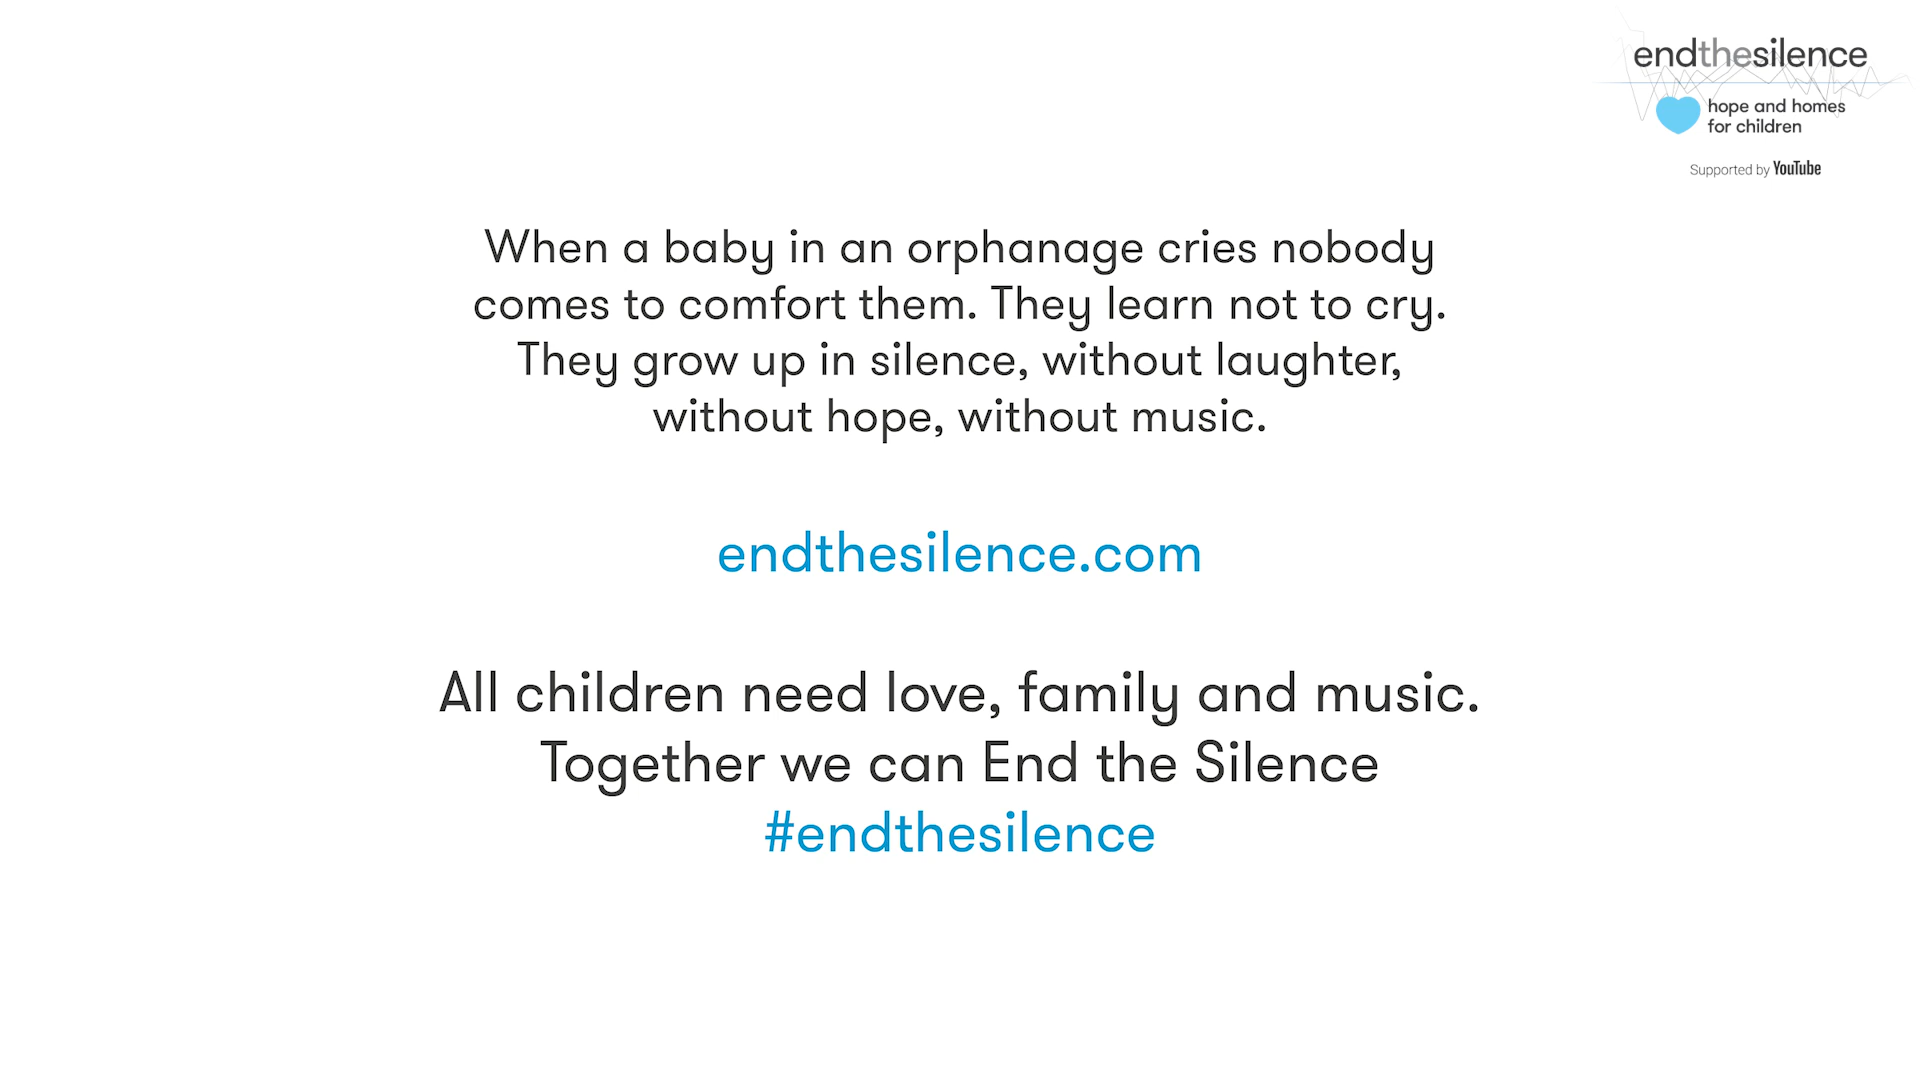 endthesilence
hope and homes
for children
Supported by YouTube
When a baby in an orphanage cries nobody
comes to comfort them. They learn not to cry.
They grow up in silence, without laughter,
without hope, without music.
endthesilence.com
All children need love, family and music.
Together we can End the Silence
#endthesilence